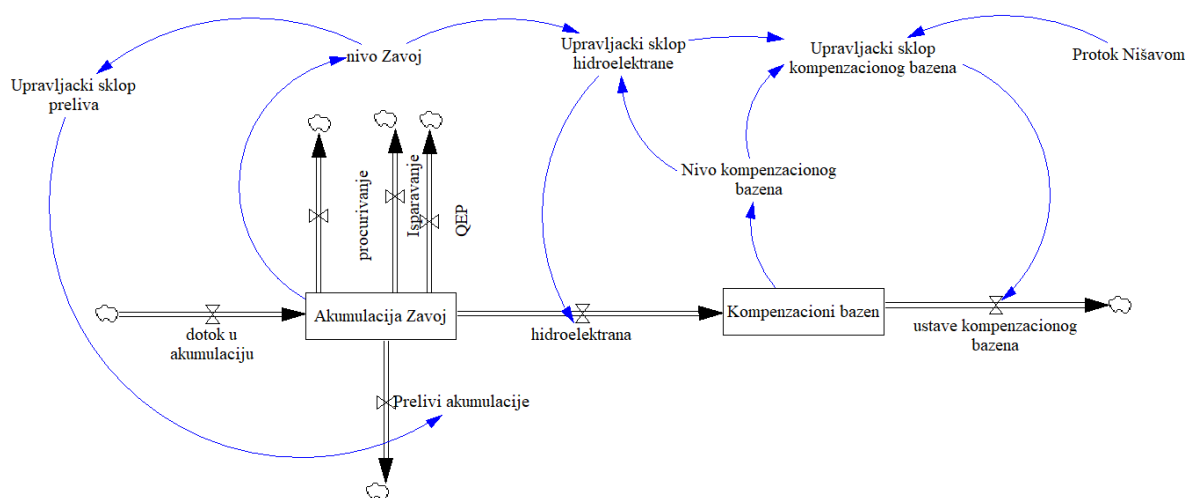 nivo Zavoj
Upravljacki sklop
hidroelektrane
Upravljacki sklop
kompenzacionog bazena
Protok Nišavom
Upravljacki sklop
preliva
Nivo kompenzacionog
bazena
procurivanje
Isparavanje
QEP
Akumulacija Zavoj
Kompenzacioni bazen
dotok u
akumulaciju
hidroelektrana
ustave kompenzacionog
bazena
Prelivi akumulacije